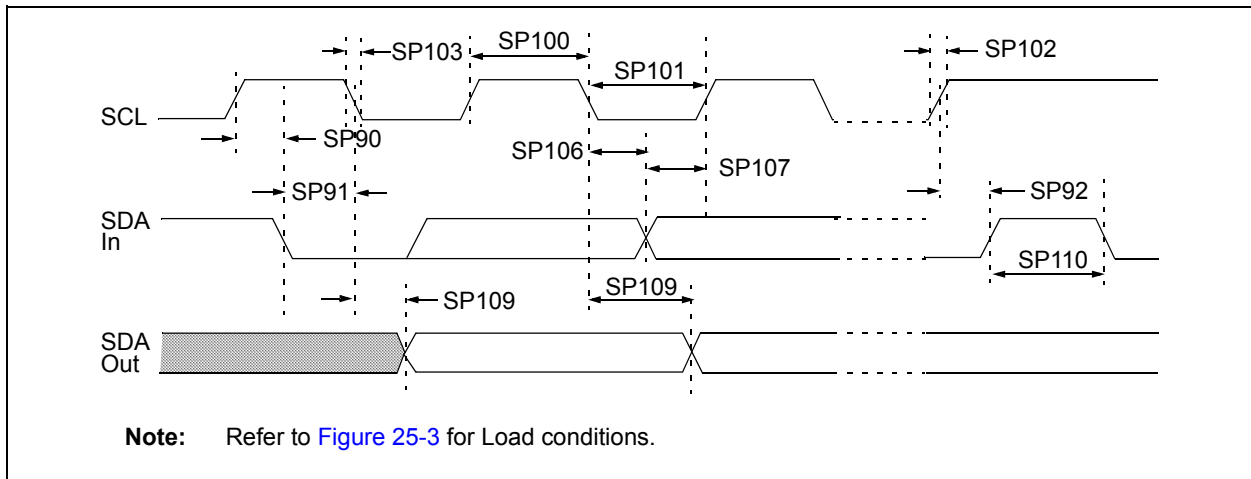 SP103
SP100
SP101
SP102
SCL
SP90
SP106
SP107
SP91
SP92
SDA
In
SP110
SP109
SP109
SDA
Out
Note: Refer to Figure 25-3 for Load conditions.